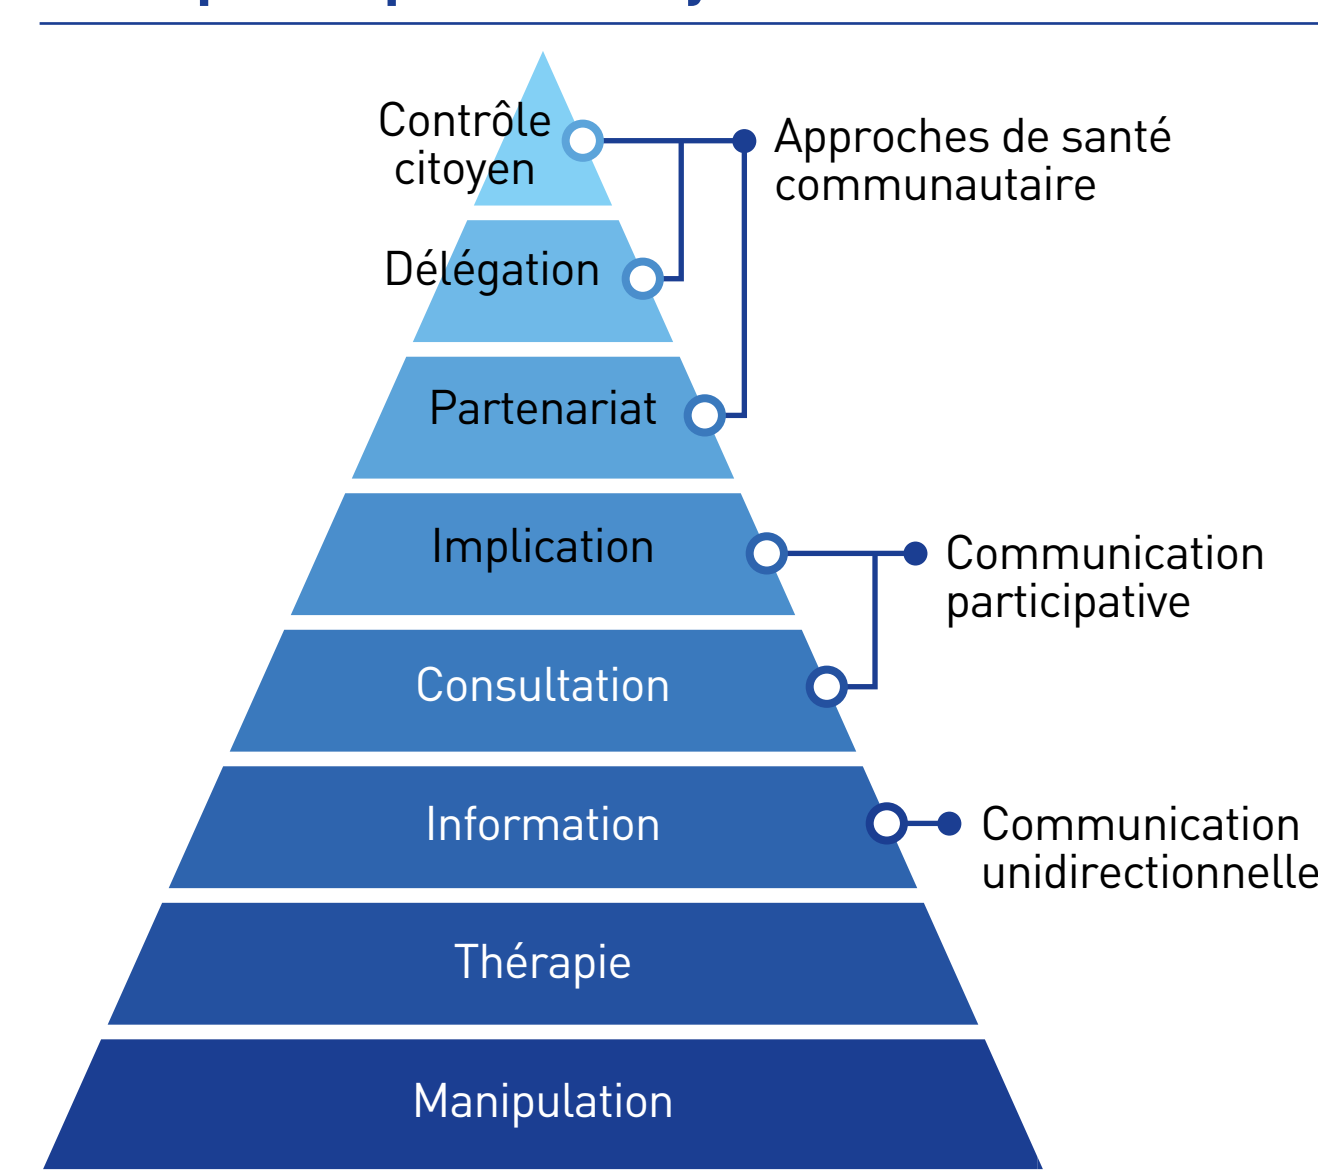 Contrôle
citoyen
Approches de santé
communautaire
Délégation
Partenariat
Implication
Communication
participative
Consultation
Information
Communication
unidirectionnelle
Thérapie
Manipulation